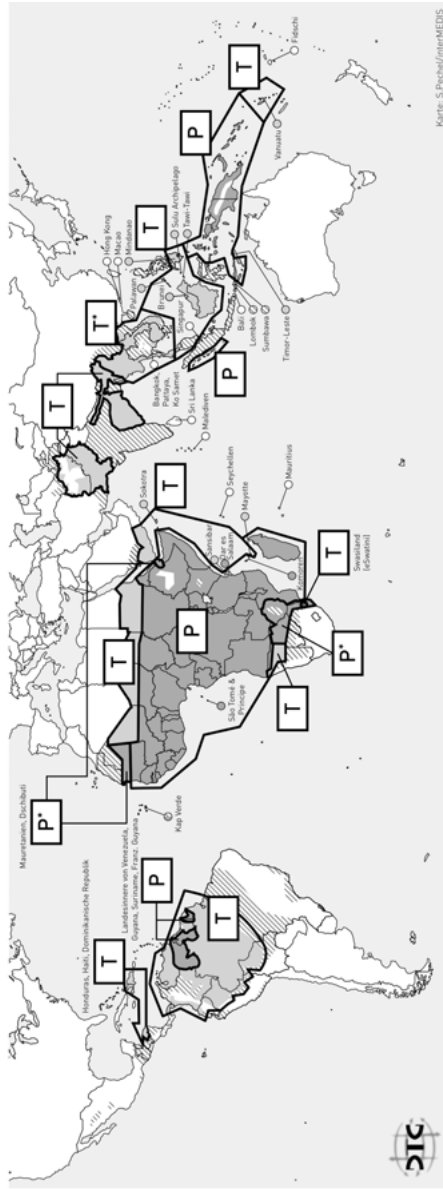 Mauretanien, Dschibuti
P*
Honduras, Haiti, Dominikanische Republik
T
Landesinnere von Venezuela,
Guyana, Suriname, Franz. Guyana
P
T
Kap Verde
T
P
São Tomé &
Principe
T
P*
T
Swasiland
[eSwatini]
Sokotra
T
Sansibar
Dar es
Salaam
Komoren
Seychellen
Mayotte
Mauritius
T
T*
Sri Lanka
Malediven
Bangkok,
Pattaya,
Ko Samet
Hong Kong
Macao
Mindanao
Palawan
Brunei
Singapur
T
Sulu Archipelago
Tawi-Tawi
P
Bali
Lombok
Sumbawa
Timor-Leste
P
T
Vanuatu
Fidschi
DTG
Karte: S.Pechel/interMEDIS